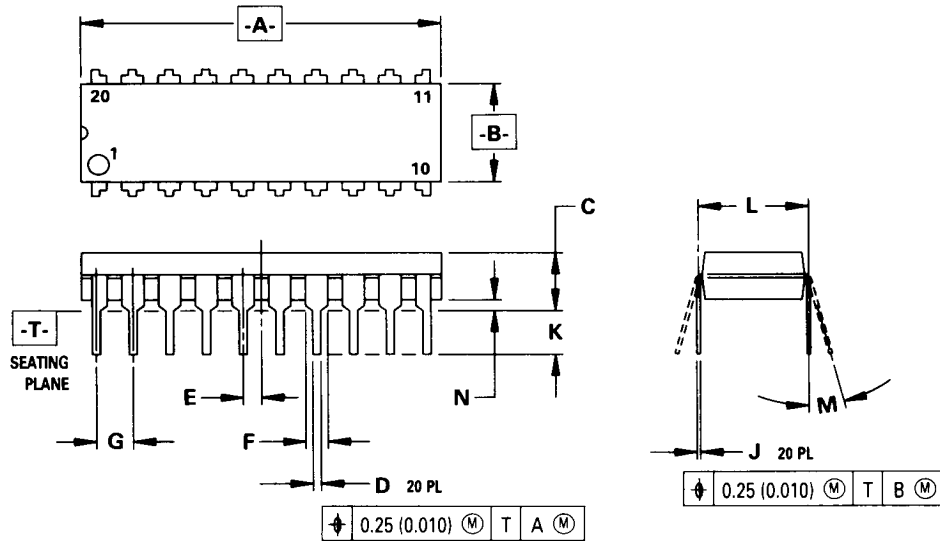 -A-
20 11
-B-
1
10
C
L
-T-
SEATING
PLANE
K
E
N
M
G
F
J 20 PL
D 20 PL
⌖ 0.25 (0.010) Ⓜ T B Ⓜ
⌖ 0.25 (0.010) Ⓜ T A Ⓜ